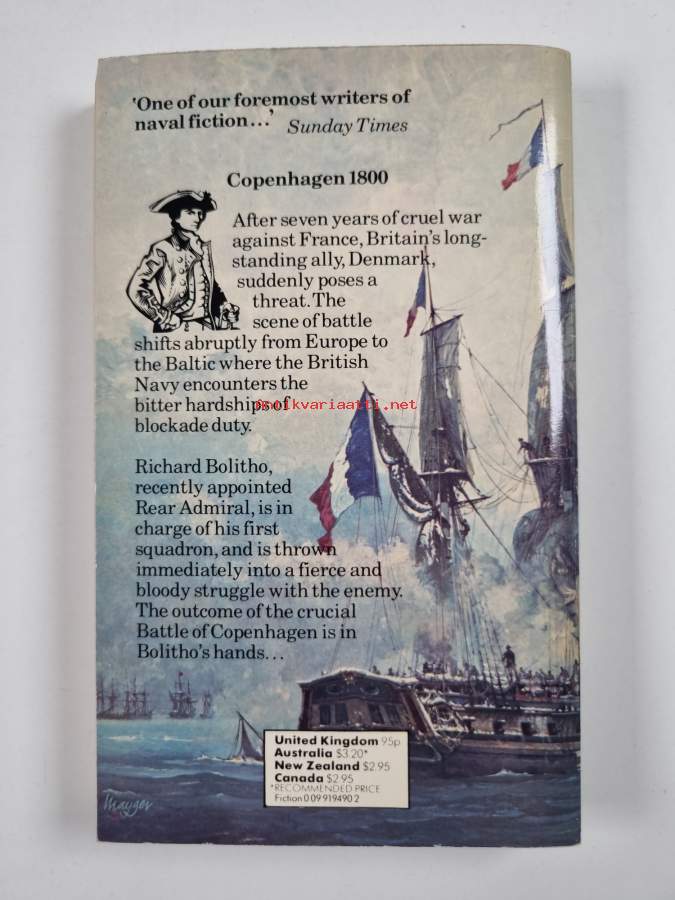 ‘One of our foremost writers of
naval fiction...’ Sunday Times
Copenhagen 1800
After seven years of cruel war
against France, Britain’s long-
standing ally, Denmark,
suddenly poses a
threat. The
scene of battle
shifts abruptly from Europe to
the Baltic where the British
Navy encounters the
bitter hardships of
blockade duty.
Antikvariaatti.net
Richard Bolitho,
recently appointed
Rear Admiral, is in
charge of his first
squadron, and is thrown
immediately into a fierce and
bloody struggle with the enemy.
The outcome of the crucial
Battle of Copenhagen is in
Bolitho’s hands...
United Kingdom 95p
Australia $3.20*
New Zealand $2.95
Canada $2.95
*RECOMMENDED PRICE
Fiction 0 09 919490 2